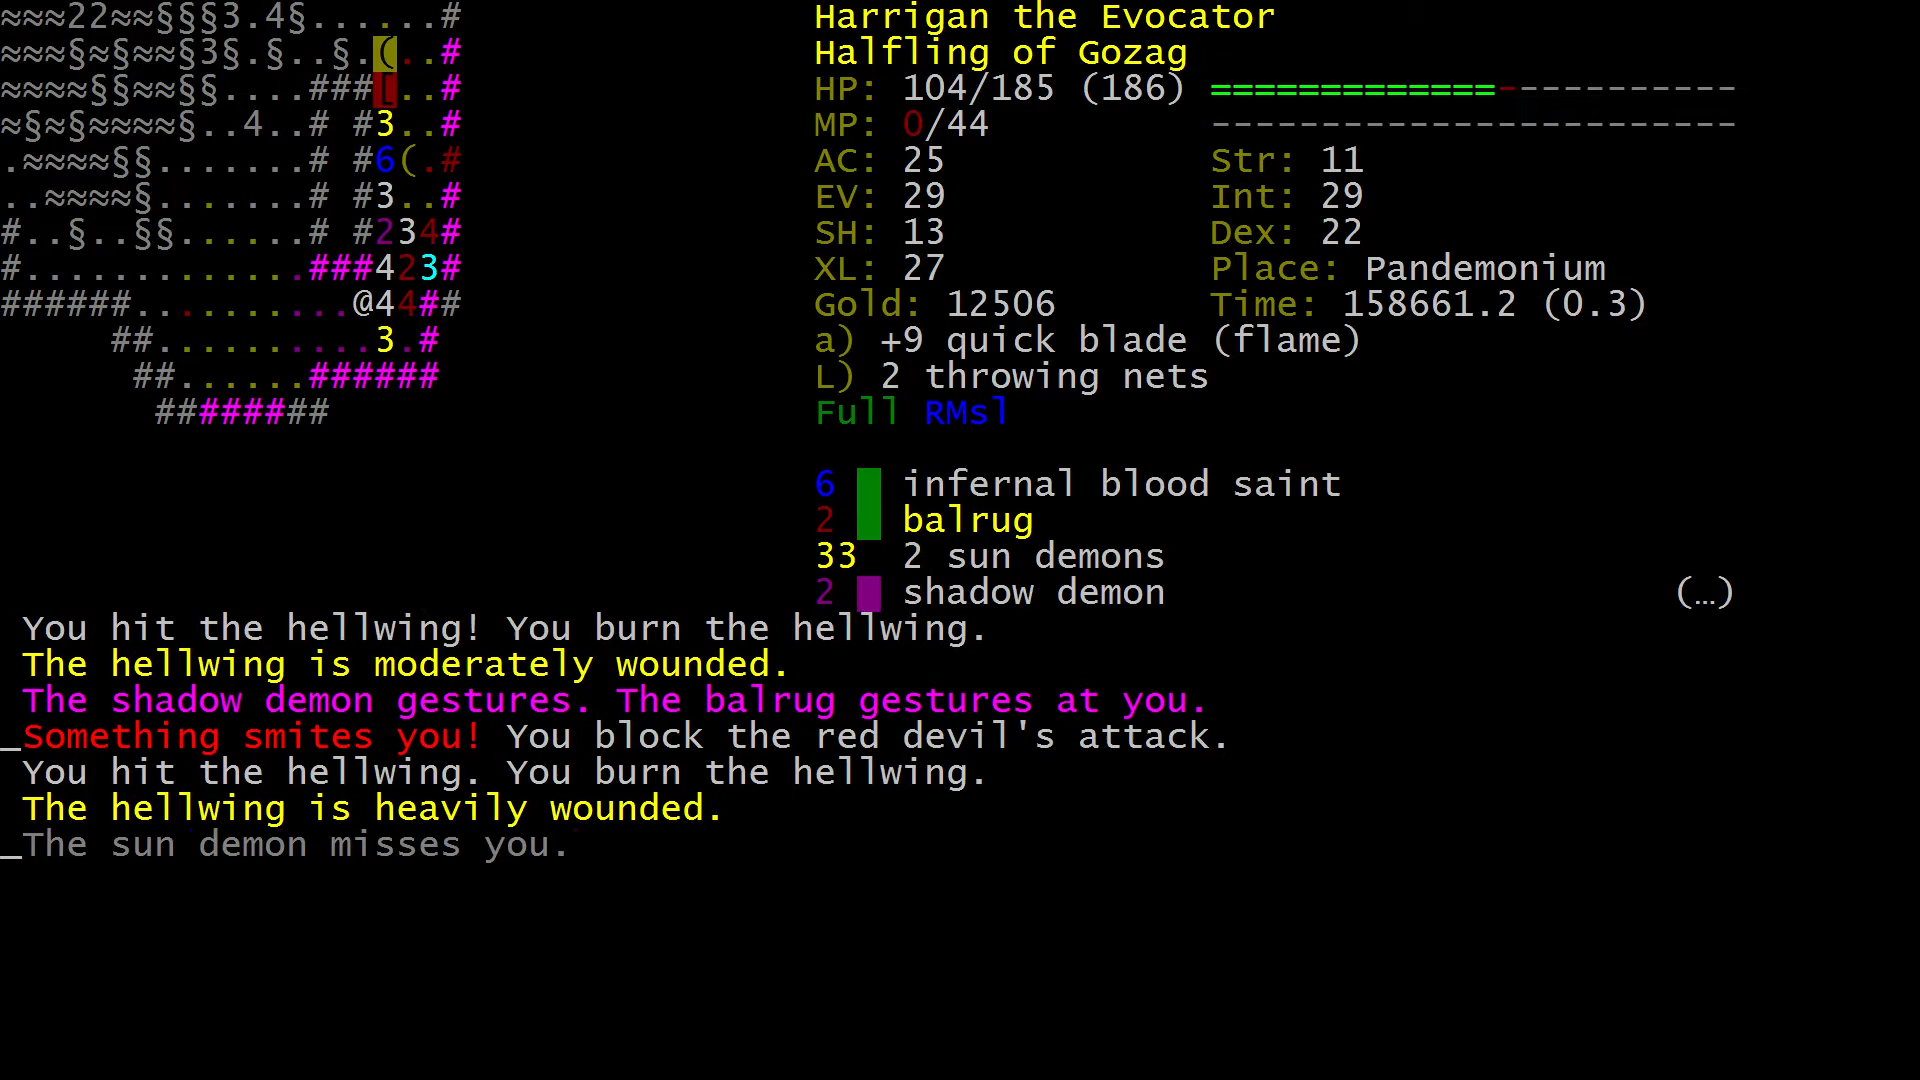 ≈≈≈22≈≈§§§3.4§......# Harrigan the Evocator
≈≈≈§≈§≈≈§3§.§..§.(..# Halfling of Gozag
≈≈≈≈§§≈≈§§....###[..# HP: 104/185 (186) =============-----------
≈§≈§≈≈≈≈§..4..# #3..# MP: 0/44 ------------------------
.≈≈≈≈§§.......# #6(.# AC: 25 Str: 11
..≈≈≈≈§.......# #3..# EV: 29 Int: 29
#..§..§§......# #234# SH: 13 Dex: 22
#.............###423# XL: 27 Place: Pandemonium
######..........@44## Gold: 12506 Time: 158661.2 (0.3)
##..........3.# a) +9 quick blade (flame)
##......###### L) 2 throwing nets
######## Full RMsl
6 infernal blood saint
2 balrug
33 2 sun demons
2 shadow demon (…)
You hit the hellwing! You burn the hellwing.
The hellwing is moderately wounded.
The shadow demon gestures. The balrug gestures at you.
_Something smites you! You block the red devil's attack.
You hit the hellwing. You burn the hellwing.
The hellwing is heavily wounded.
_The sun demon misses you.